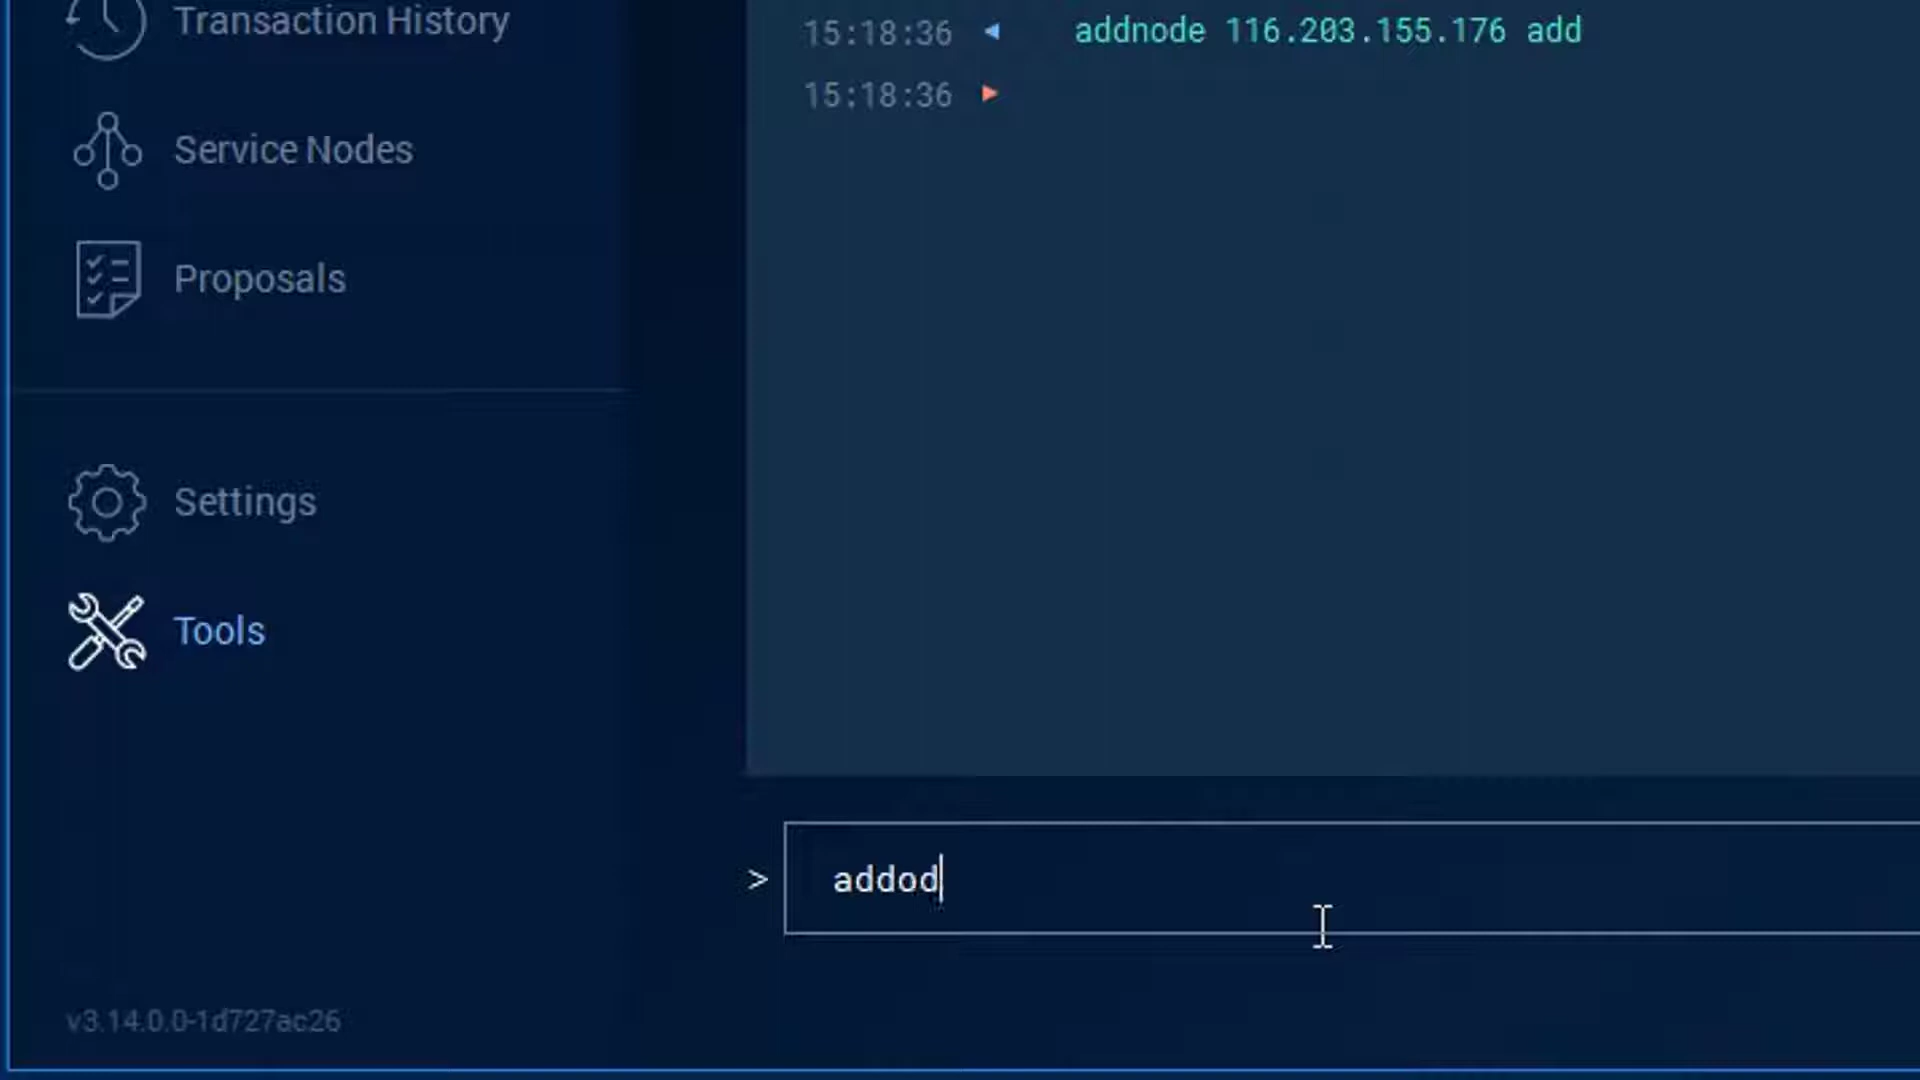 Transaction History
Service Nodes
Proposals
Settings
Tools
v3.14.0.0-1d727ac26
15:18:36 addnode 116.203.155.176 add
15:18:36
> addod